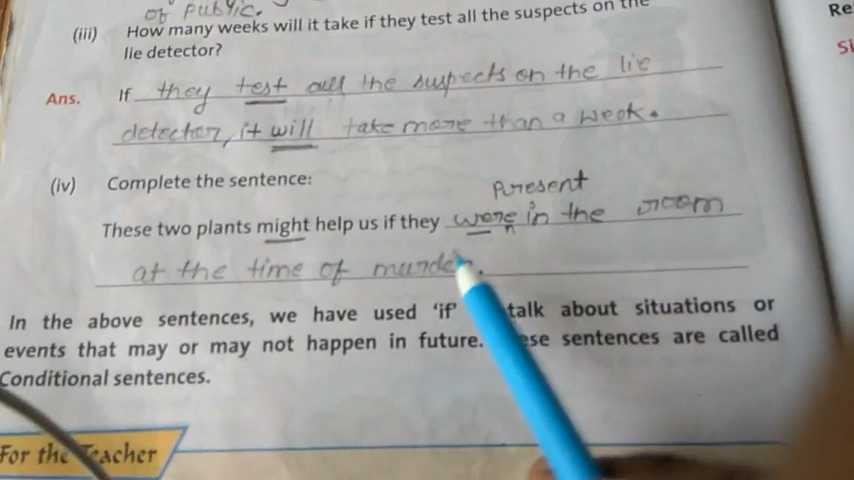 of public.
(iii) How many weeks will it take if they test all the suspects on the
lie detector?
Ans. If they test all the suspects on the lie
detector, it will take more than a week.
(iv) Complete the sentence:
present
These two plants might help us if they were in the room
at the time of murder.
In the above sentences, we have used 'if' talk about situations or
events that may or may not happen in future. sentences are called
Conditional sentences.
For the Teacher
Re